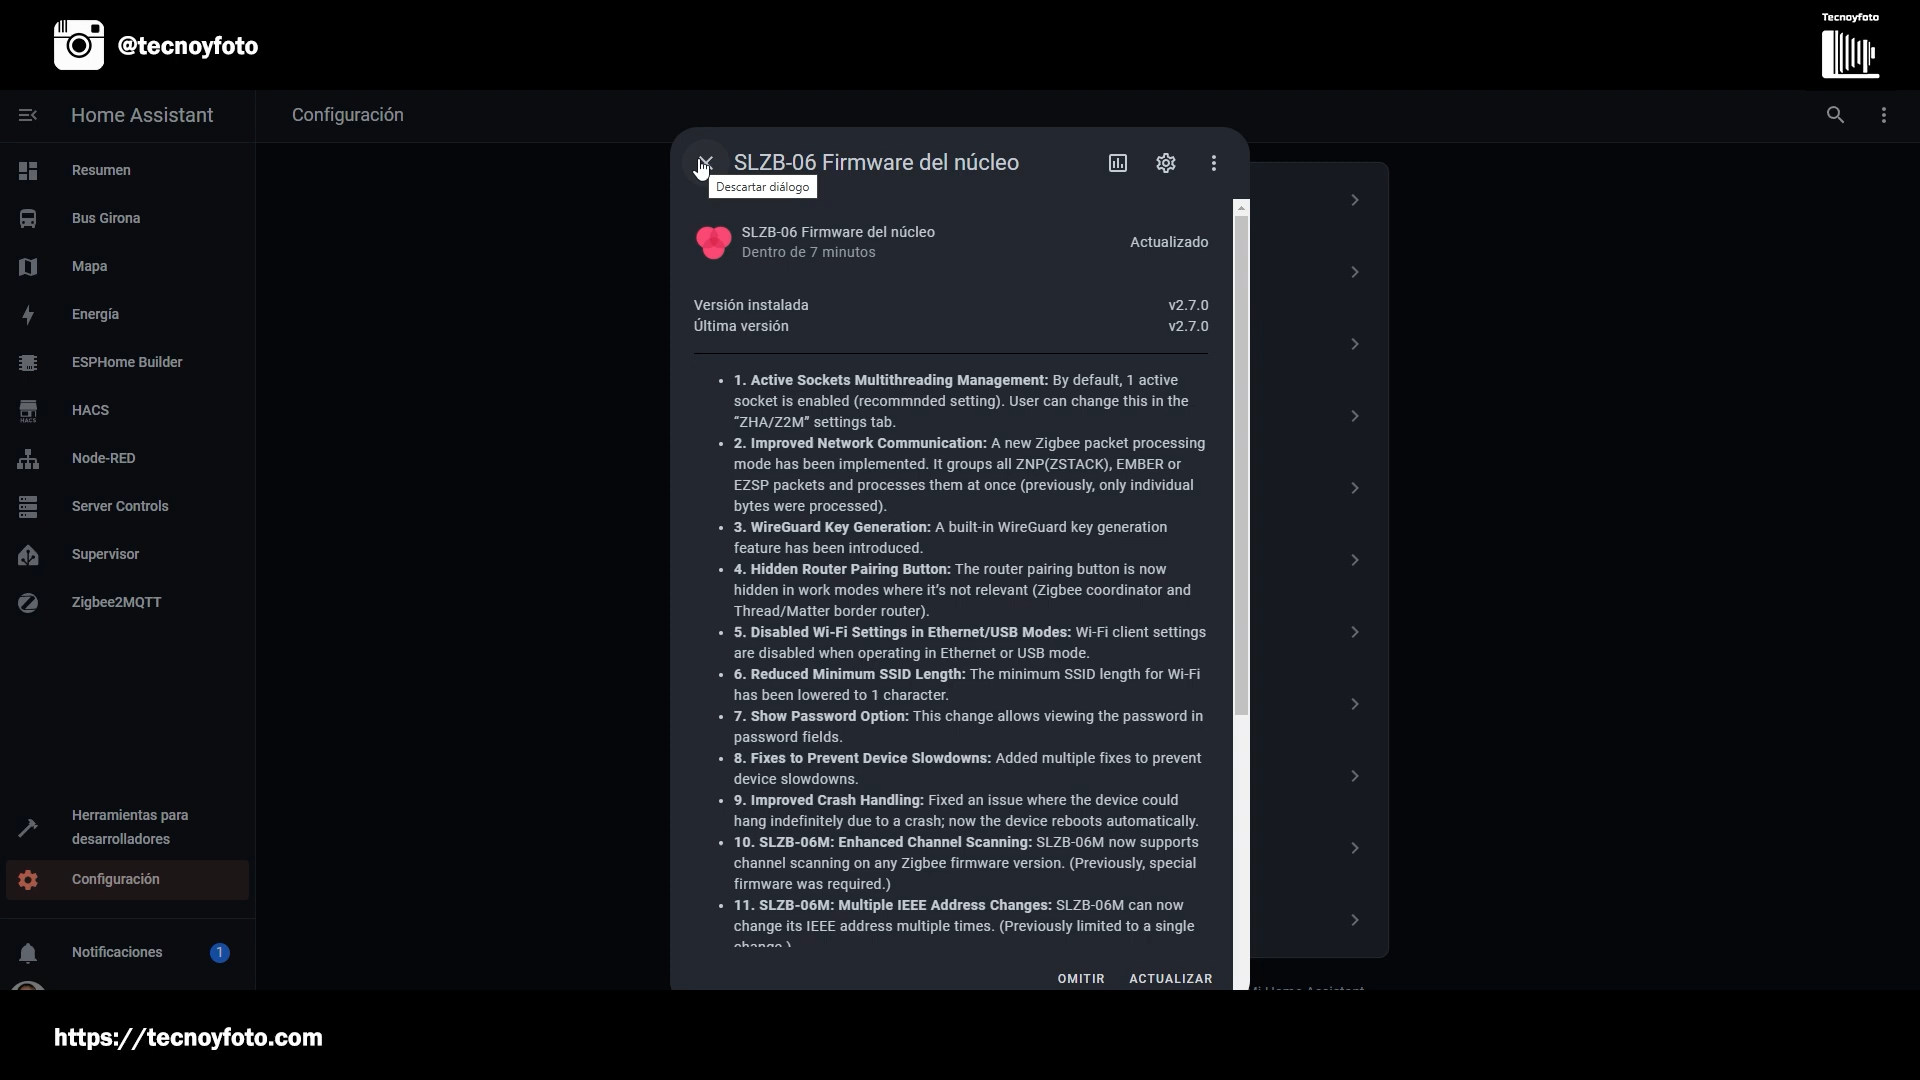 @tecnoyfoto
Tecnoyfoto
Home Assistant
Configuración
Resumen
Bus Girona
Mapa
Energía
ESPHome Builder
HACS
HACS
Node-RED
Server Controls
Supervisor
Zigbee2MQTT
Herramientas para
desarrolladores
Configuración
Notificaciones
1
SLZB-06 Firmware del núcleo
Descartar diálogo
SLZB-06 Firmware del núcleo
Dentro de 7 minutos
Actualizado
Versión instalada v2.7.0
Última versión v2.7.0
• 1. Active Sockets Multithreading Management: By default, 1 active
socket is enabled (recommnded setting). User can change this in the
“ZHA/Z2M” settings tab.
• 2. Improved Network Communication: A new Zigbee packet processing
mode has been implemented. It groups all ZNP(ZSTACK), EMBER or
EZSP packets and processes them at once (previously, only individual
bytes were processed).
• 3. WireGuard Key Generation: A built-in WireGuard key generation
feature has been introduced.
• 4. Hidden Router Pairing Button: The router pairing button is now
hidden in work modes where it’s not relevant (Zigbee coordinator and
Thread/Matter border router).
• 5. Disabled Wi-Fi Settings in Ethernet/USB Modes: Wi-Fi client settings
are disabled when operating in Ethernet or USB mode.
• 6. Reduced Minimum SSID Length: The minimum SSID length for Wi-Fi
has been lowered to 1 character.
• 7. Show Password Option: This change allows viewing the password in
password fields.
• 8. Fixes to Prevent Device Slowdowns: Added multiple fixes to prevent
device slowdowns.
• 9. Improved Crash Handling: Fixed an issue where the device could
hang indefinitely due to a crash; now the device reboots automatically.
• 10. SLZB-06M: Enhanced Channel Scanning: SLZB-06M now supports
channel scanning on any Zigbee firmware version. (Previously, special
firmware was required.)
• 11. SLZB-06M: Multiple IEEE Address Changes: SLZB-06M can now
change its IEEE address multiple times. (Previously limited to a single
change.)
OMITIR ACTUALIZAR
Mi Home Assistant
https://tecnoyfoto.com